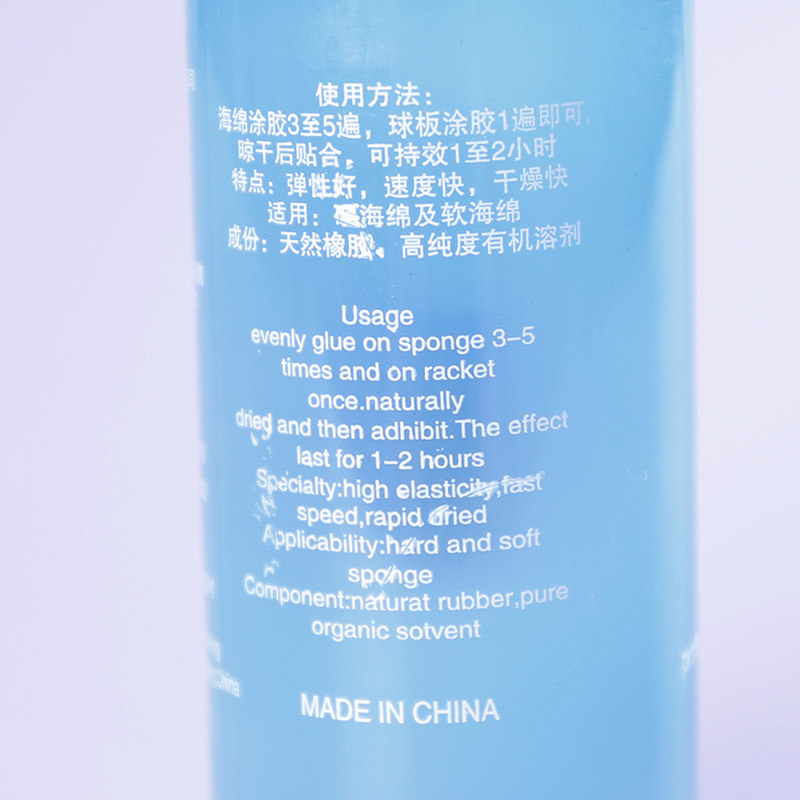 使用方法：
海绵涂胶3至5遍，球板涂胶1遍即可，
晾干后贴合，可持效1至2小时
特点：弹性好，速度快，干燥快
适用：海绵及软海绵
成份：天然橡胶，高纯度有机溶剂
Usage
evenly glue on sponge 3–5
times and on racket
once.naturally
dried and then adhibit.The effect
last for 1–2 hours
Specialty:high elasticity,fast
speed,rapid dried
Applicability:hard and soft
sponge
Component:naturat rubber,pure
organic sotvent
MADE IN CHINA
China